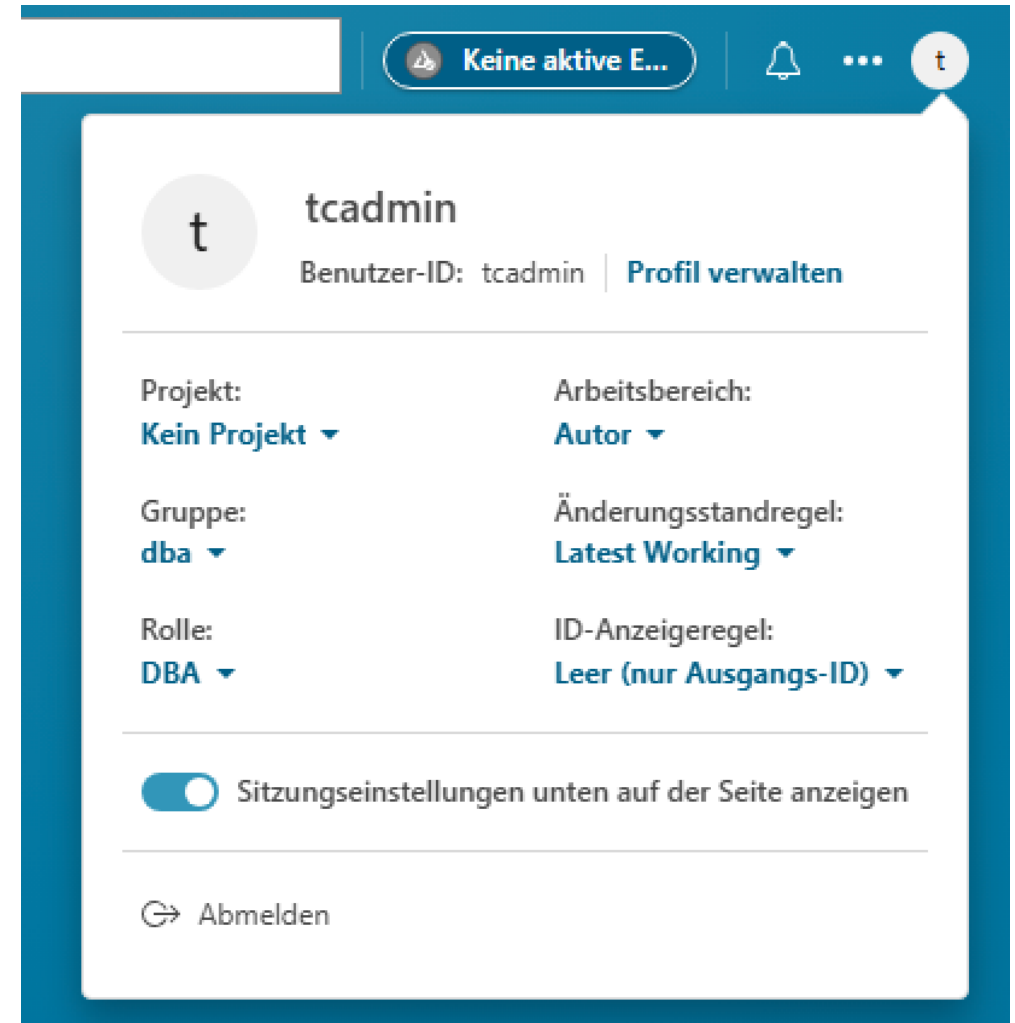 Keine aktive E... t
t tcadmin
Benutzer-ID: tcadmin Profil verwalten
Projekt: Arbeitsbereich:
Kein Projekt Autor
Gruppe: Änderungsstandregel:
dba Latest Working
Rolle: ID-Anzeigeregel:
DBA Leer (nur Ausgangs-ID)
Sitzungseinstellungen unten auf der Seite anzeigen
Abmelden